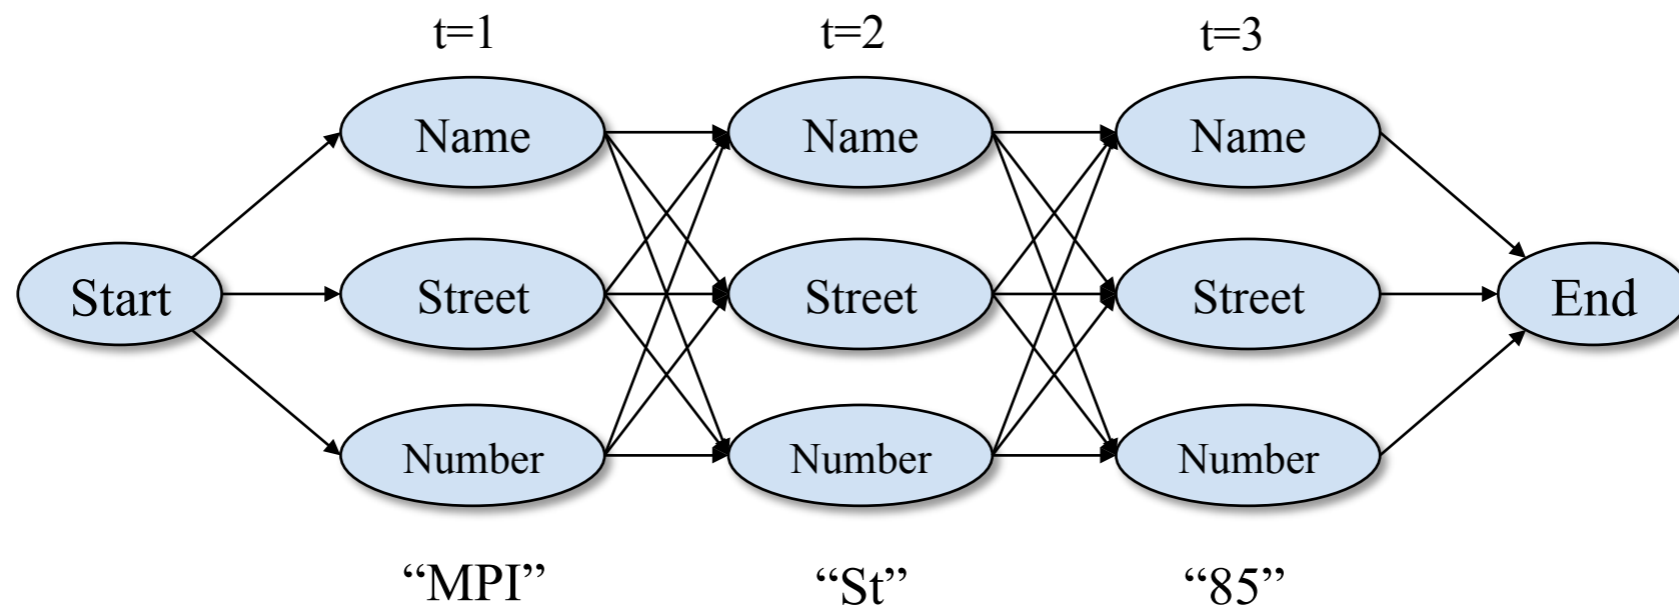 t=1 t=2 t=3
Name Name Name
Start Street Street Street End
Number Number Number
“MPI” “St” “85”